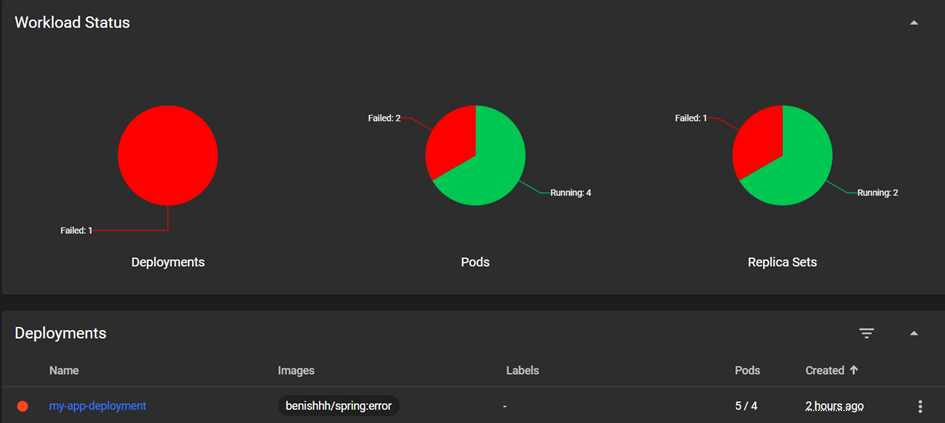 Workload Status
Failed: 2
Failed: 1
Running: 4
Running: 2
Failed: 1
Deployments
Pods
Replica Sets
Deployments
Name Images Labels Pods Created
my-app-deployment benishhh/spring:error - 5 / 4 2 hours ago